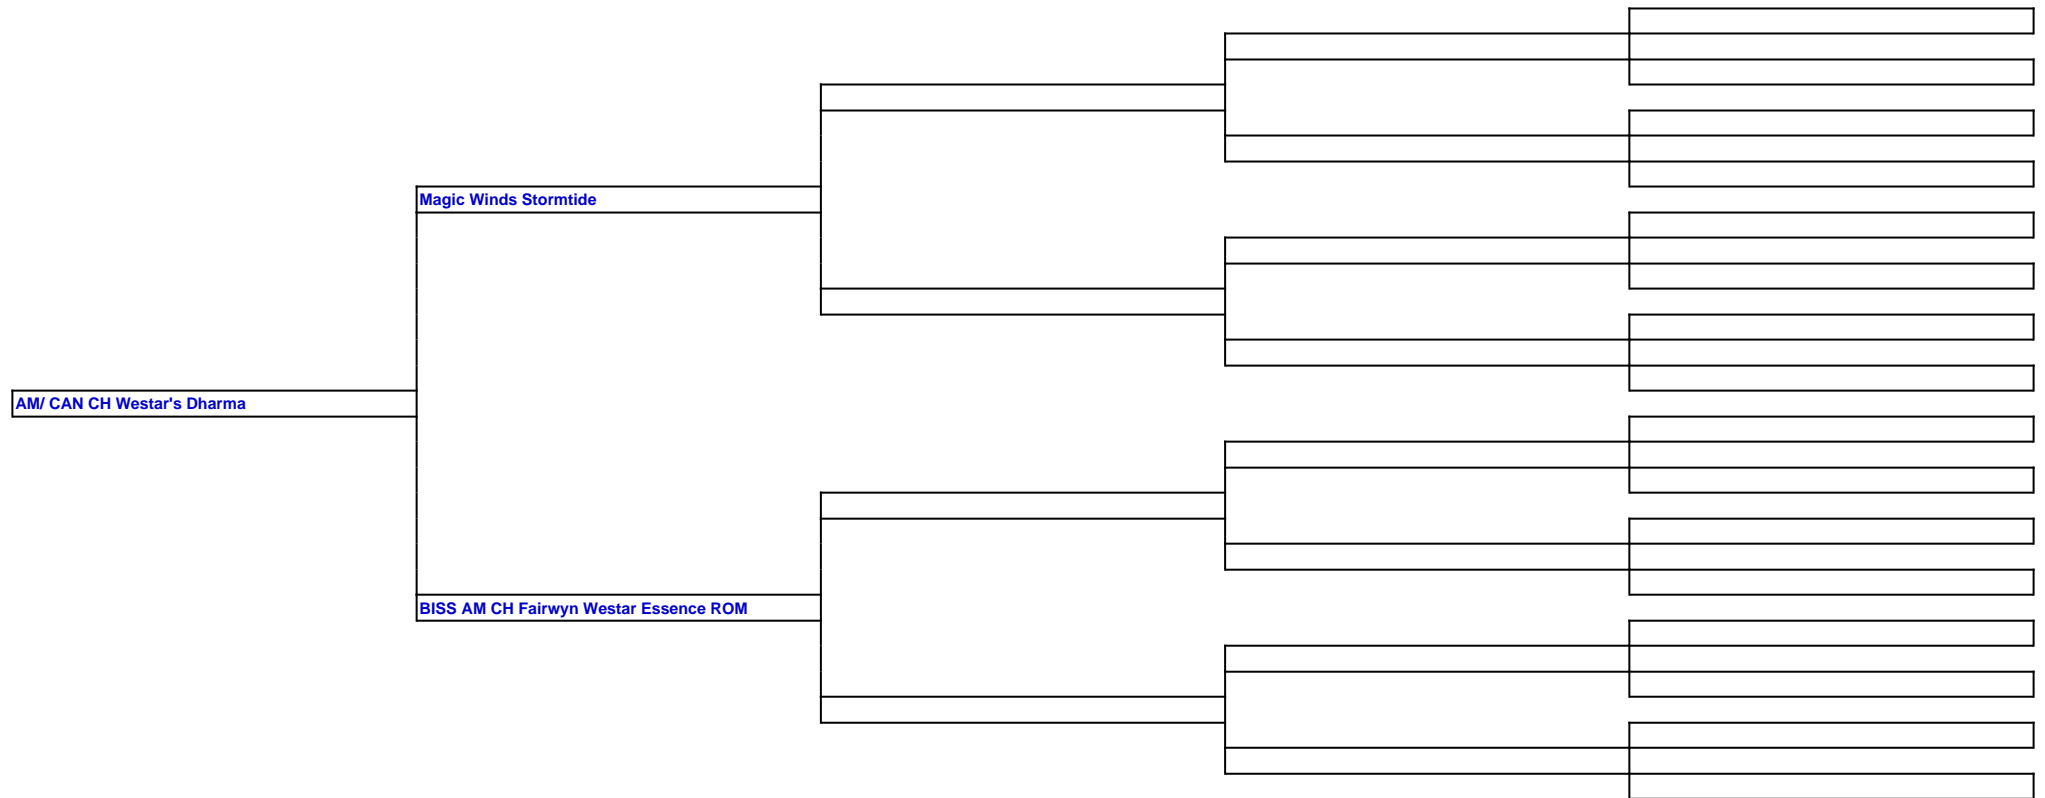 Magic Winds Stormtide
AM/ CAN CH Westar's Dharma
BISS AM CH Fairwyn Westar Essence ROM